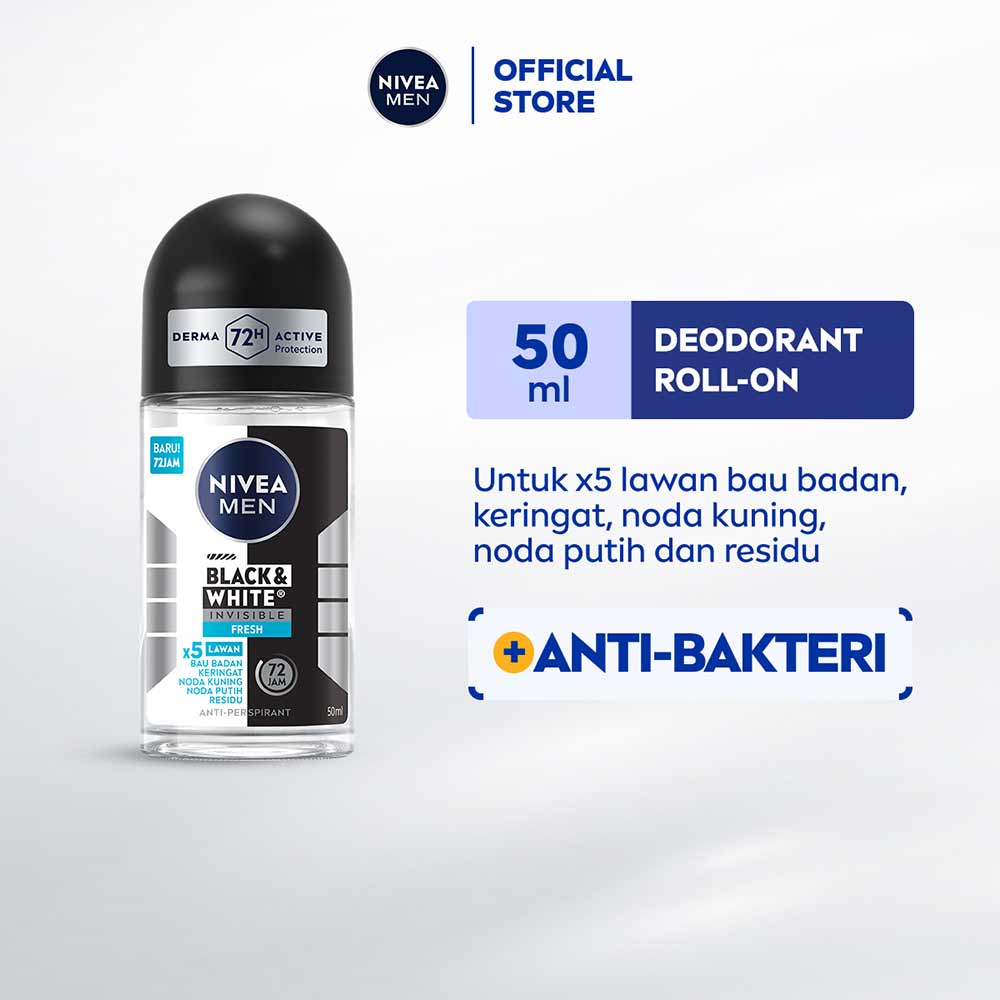 NIVEA
MEN
OFFICIAL
STORE
DERMA 72H ACTIVE
Protection
BARU!
72JAM
NIVEA
MEN
BLACK &
WHITE®
INVISIBLE
FRESH
x5 LAWAN
BAU BADAN
KERINGAT
NODA KUNING
NODA PUTIH
RESIDU
72
JAM
ANTI-PERSPIRANT
50ml
50
ml
DEODORANT
ROLL-ON
Untuk x5 lawan bau badan,
keringat, noda kuning,
noda putih dan residu
+ANTI-BAKTERI